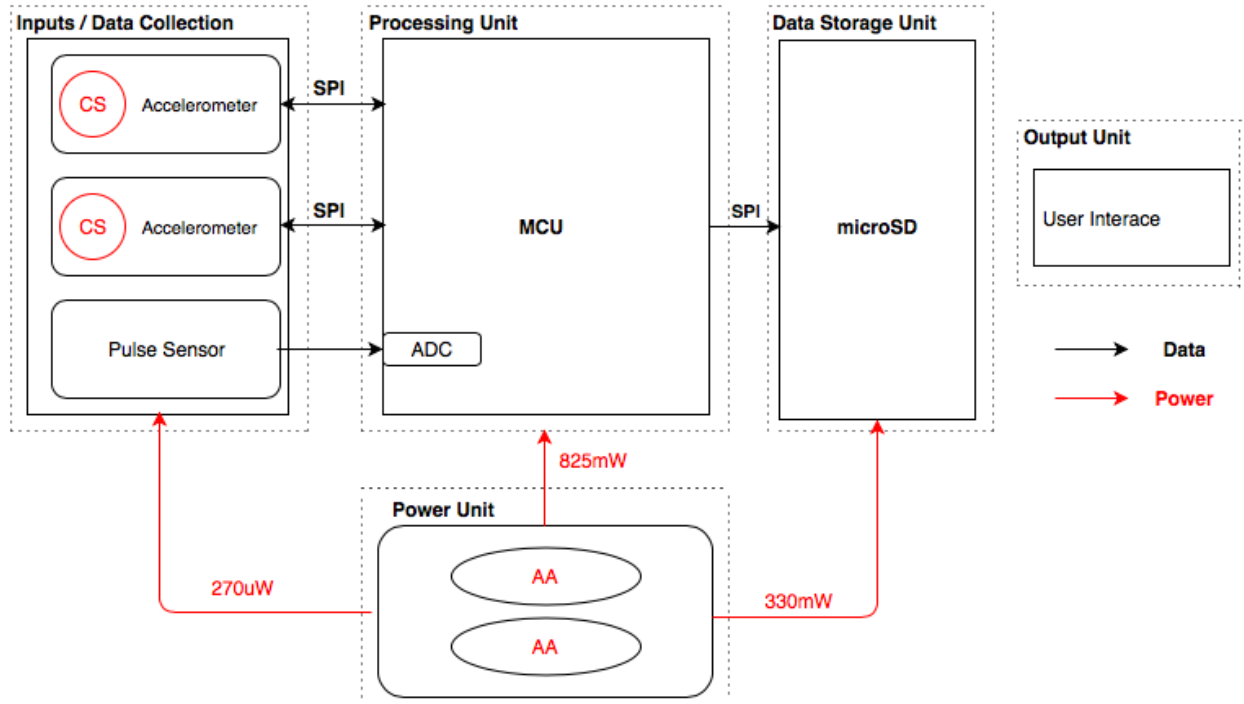 Inputs / Data Collection
CS
Accelerometer
SPI
CS
Accelerometer
SPI
Pulse Sensor
Processing Unit
MCU
ADC
SPI
Data Storage Unit
microSD
Output Unit
User Interace
Data
Power
825mW
Power Unit
AA
AA
270uW
330mW